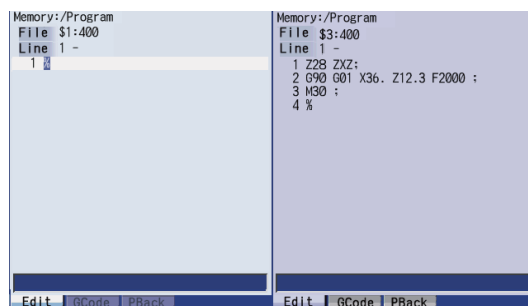 Memory:/Program
File $1:400
Line 1 -
1 %
Edit GCode PBack
Memory:/Program
File $3:400
Line 1 -
1 Z28 ZXZ;
2 G90 G01 X36. Z12.3 F2000 ;
3 M30 ;
4 %
Edit GCode PBack